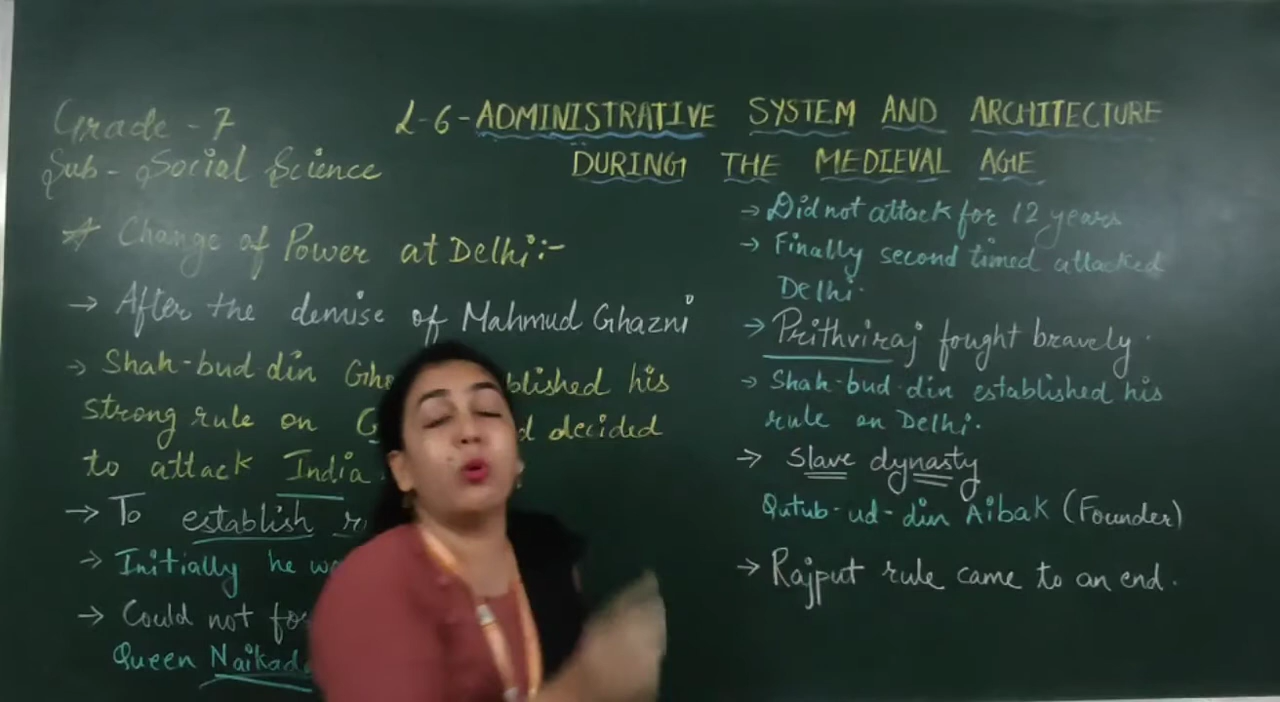 Grade - 7
Sub - Social Science
L-6-ADMINISTRATIVE SYSTEM AND ARCHITECTURE
DURING THE MEDIEVAL AGE
* Change of Power at Delhi:-
→ After the demise of Mahmud Ghazni
→ Shah-bud-din blished his
strong rule on decided
to attack India
→ To establish
→ Initially he
→ Could not
Queen
→ Did not attack for 12 years
→ Finally second timed attacked
Delhi.
→ Prithviraj fought bravely.
→ Shah-bud-din established his
rule on Delhi.
→ Slave dynasty
Qutub-ud-din Aibak (Founder)
→ Rajput rule came to an end.